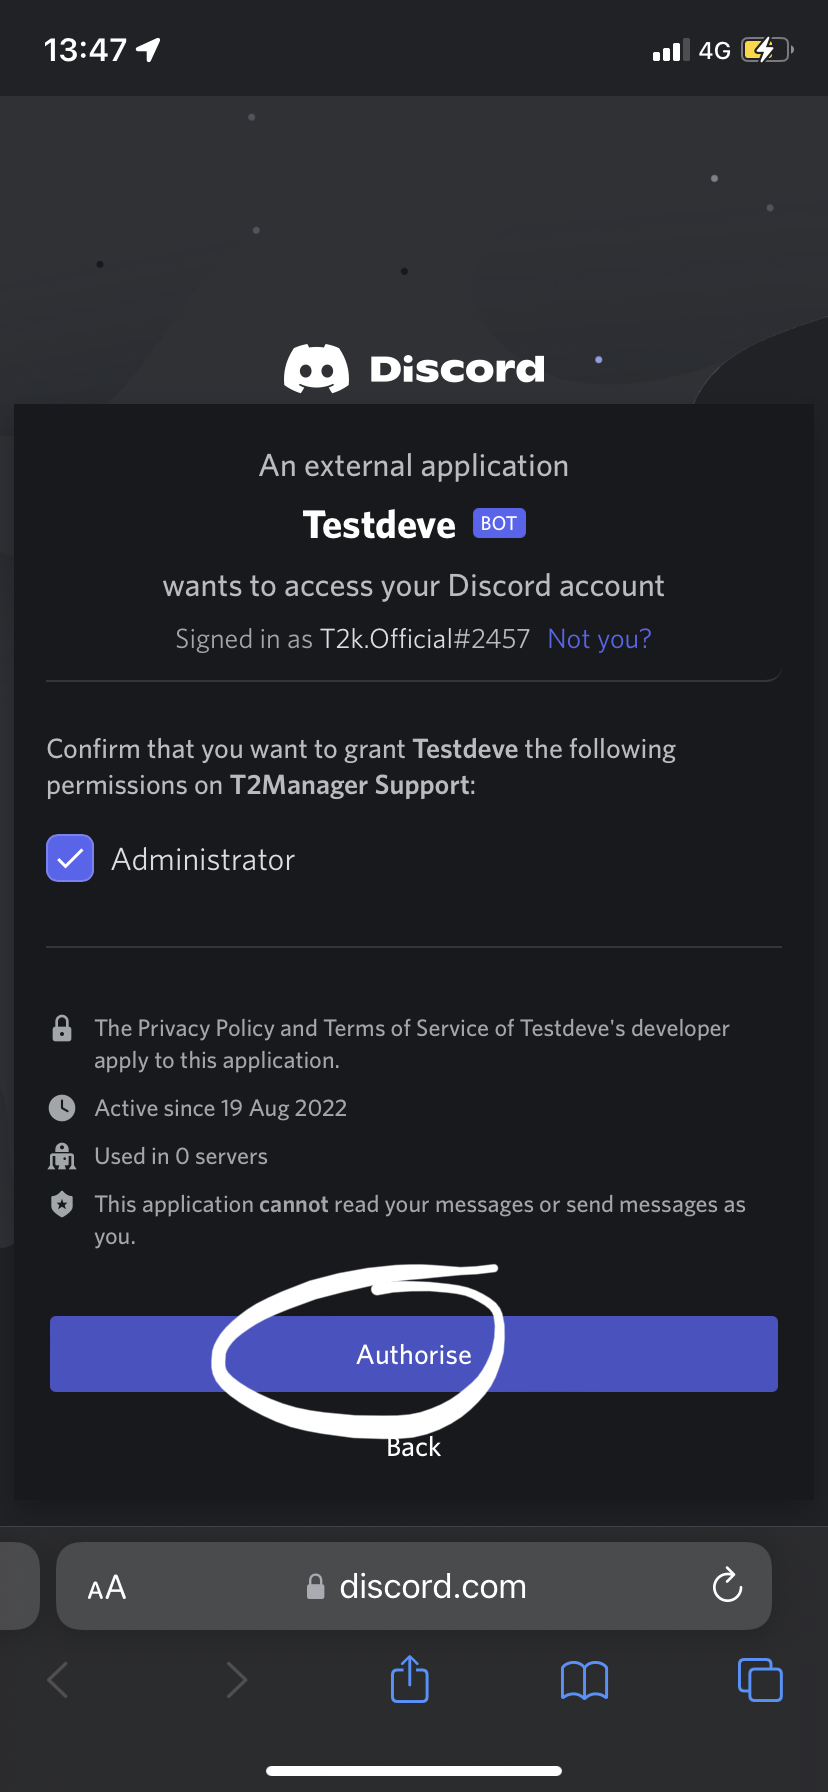 13:47
4G
Discord
An external application
Testdeve BOT
wants to access your Discord account
Signed in as T2k.Official#2457 Not you?
Confirm that you want to grant Testdeve the following
permissions on T2Manager Support:
Administrator
The Privacy Policy and Terms of Service of Testdeve's developer
apply to this application.
Active since 19 Aug 2022
Used in 0 servers
This application cannot read your messages or send messages as
you.
Authorise
Back
AA discord.com